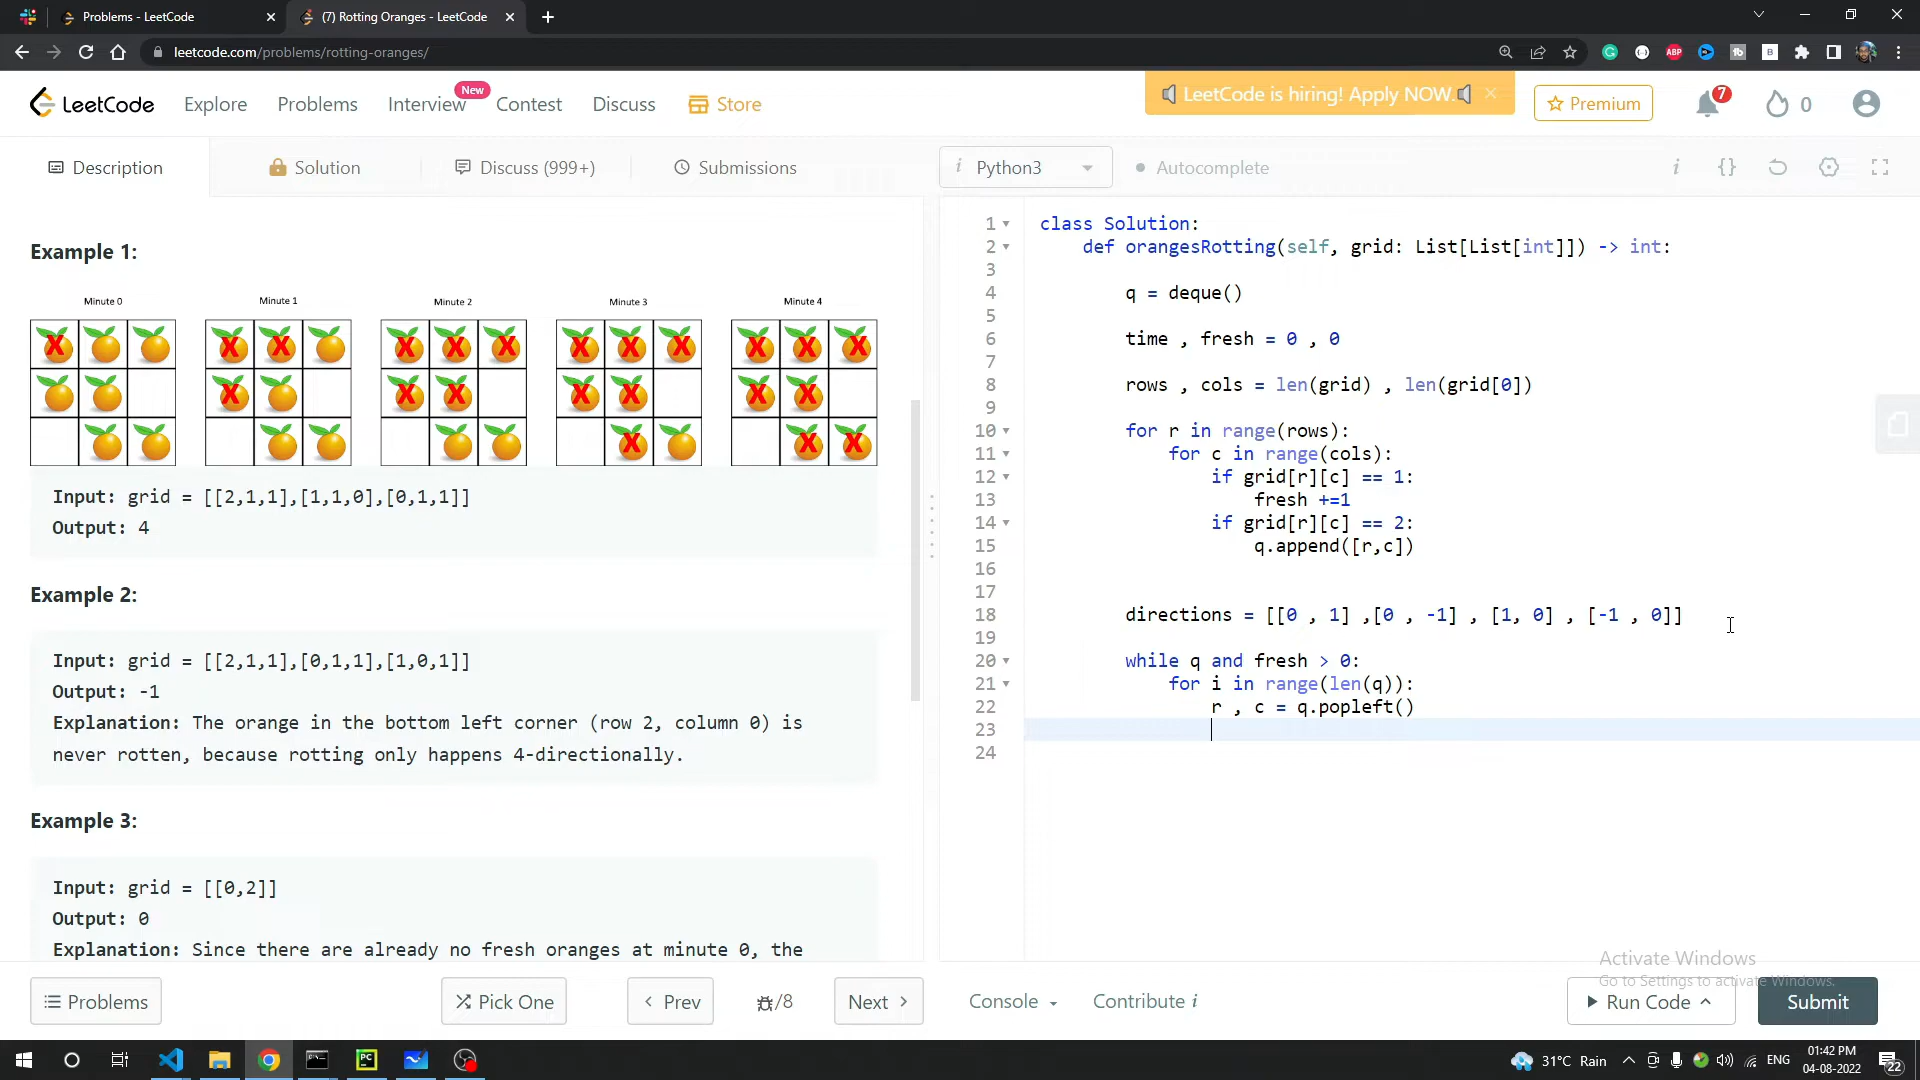 Problems - LeetCode
(7) Rotting Oranges - LeetCode
leetcode.com/problems/rotting-oranges/
ABP
LeetCode
Explore
Problems
Interview
New
Contest
Discuss
Store
LeetCode is hiring! Apply NOW.
Premium
7
0
Description
Solution
Discuss (999+)
Submissions
i Python3
Autocomplete
i {}
Example 1:
Minute 0 Minute 1 Minute 2 Minute 3 Minute 4
Input: grid = [[2,1,1],[1,1,0],[0,1,1]]
Output: 4
Example 2:
Input: grid = [[2,1,1],[0,1,1],[1,0,1]]
Output: -1
Explanation: The orange in the bottom left corner (row 2, column 0) is
never rotten, because rotting only happens 4-directionally.
Example 3:
Input: grid = [[0,2]]
Output: 0
Explanation: Since there are already no fresh oranges at minute 0, the
1 class Solution:
2 def orangesRotting(self, grid: List[List[int]]) -> int:
3
4 q = deque()
5
6 time , fresh = 0 , 0
7
8 rows , cols = len(grid) , len(grid[0])
9
10 for r in range(rows):
11 for c in range(cols):
12 if grid[r][c] == 1:
13 fresh +=1
14 if grid[r][c] == 2:
15 q.append([r,c])
16
17
18 directions = [[0 , 1] ,[0 , -1] , [1, 0] , [-1 , 0]]
19
20 while q and fresh > 0:
21 for i in range(len(q)):
22 r , c = q.popleft()
23
24
Activate Windows
Go to Settings to activate Windows.
Problems
Pick One
Prev
/8
Next
Console
Contribute i
Run Code
Submit
PC
31°C Rain
ENG
01:42 PM
04-08-2022
22